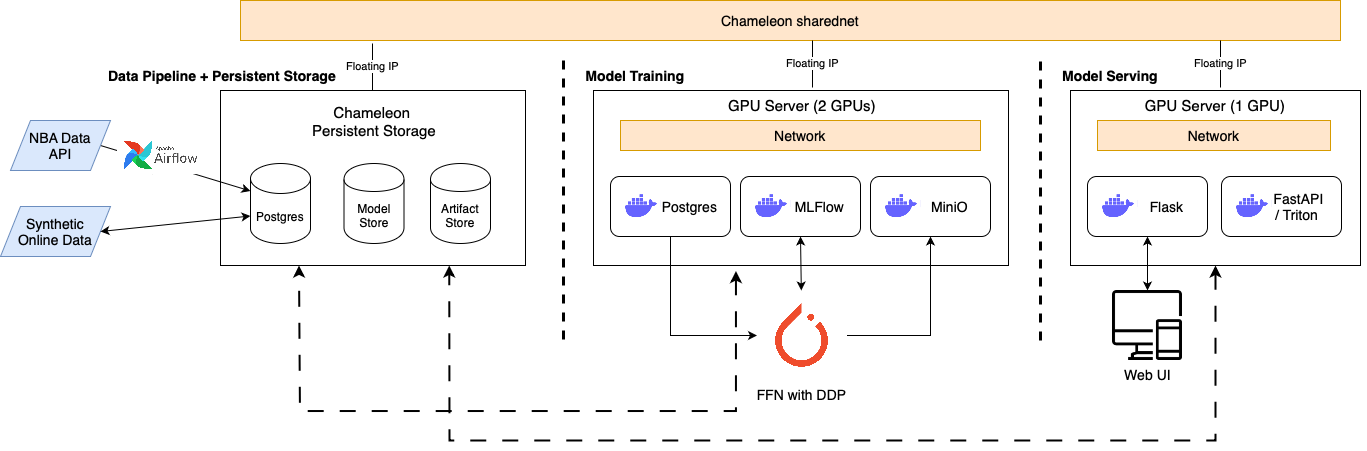 Chameleon sharednet
Floating IP
Floating IP
Floating IP
Data Pipeline + Persistent Storage
Model Training
Model Serving
Chameleon
Persistent Storage
GPU Server (2 GPUs)
GPU Server (1 GPU)
Network
Network
NBA Data
API
Apache
Airflow
Postgres
Model
Store
Artifact
Store
Synthetic
Online Data
Postgres
MLFlow
MiniO
Flask
FastAPI
/ Triton
Web UI
FFN with DDP